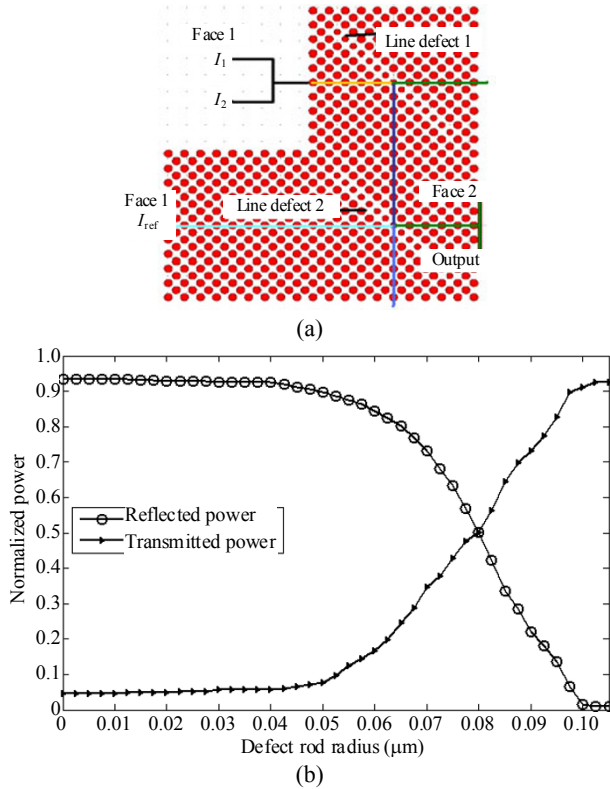 Face 1
Line defect 1
I1
I2
Face 1
Iref
Line defect 2
Face 2
Output
(a)
1.0
0.9
0.8
0.7
0.6
0.5
0.4
0.3
0.2
0.1
0
Normalized power
Reflected power
Transmitted power
0 0.01 0.02 0.03 0.04 0.05 0.06 0.07 0.08 0.09 0.10
Defect rod radius (μm)
(b)